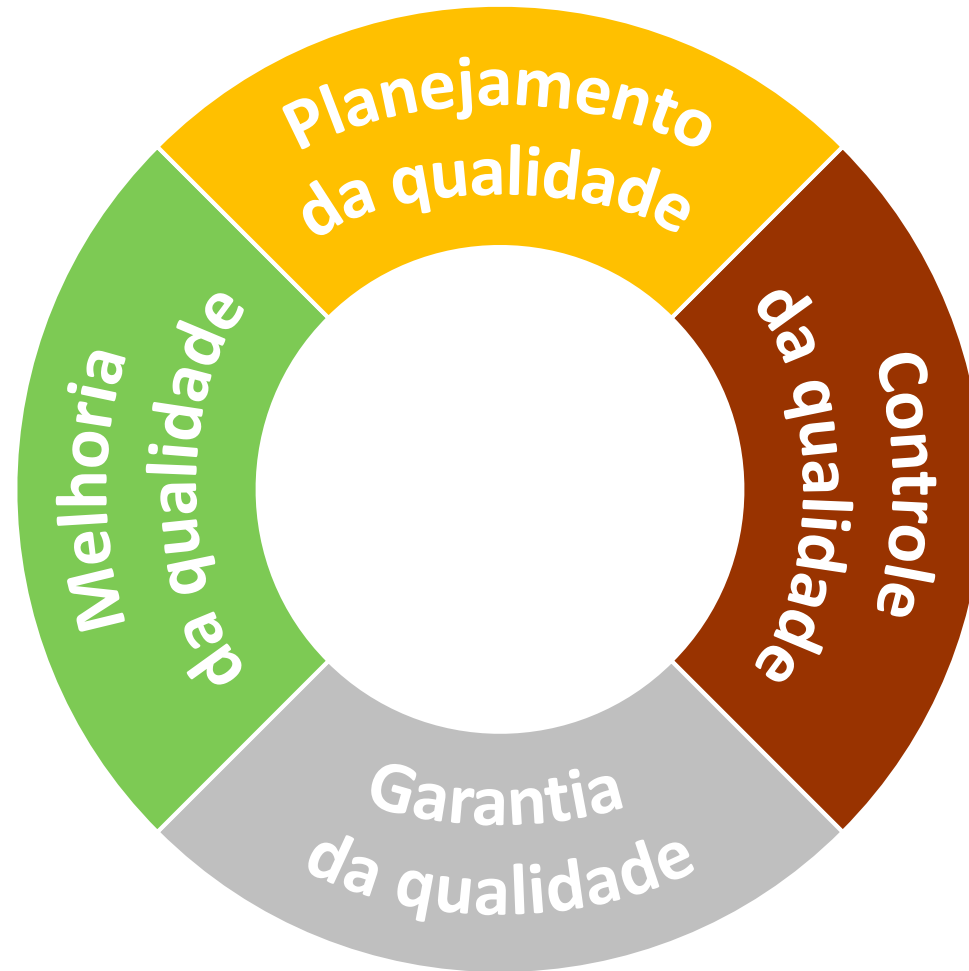 Planejamento
da qualidade
Controle
da qualidade
Garantia
da qualidade
Melhoria
da qualidade